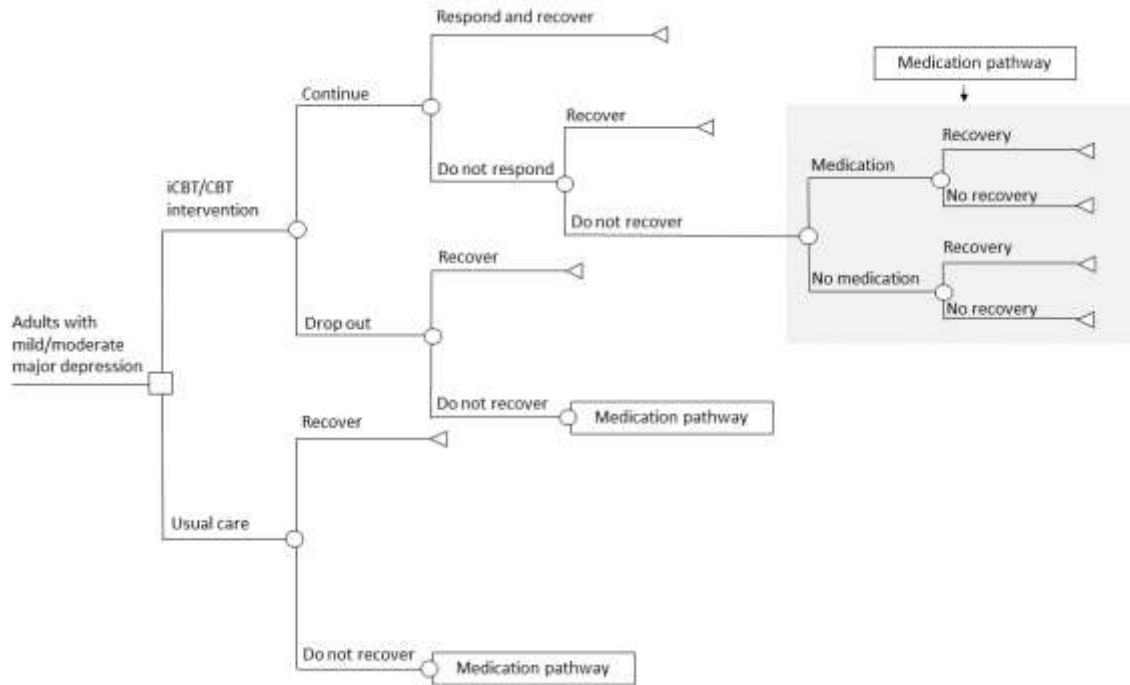 Respond and recover
Medication pathway
Continue
Recover
Recovery
Do not respond
Medication
iCBT/CBT
intervention
No recovery
Do not recover
Recovery
Recover
No medication
No recovery
Adults with
mild/moderate
major depression
Drop out
Do not recover
Medication pathway
Recover
Usual care
Do not recover
Medication pathway